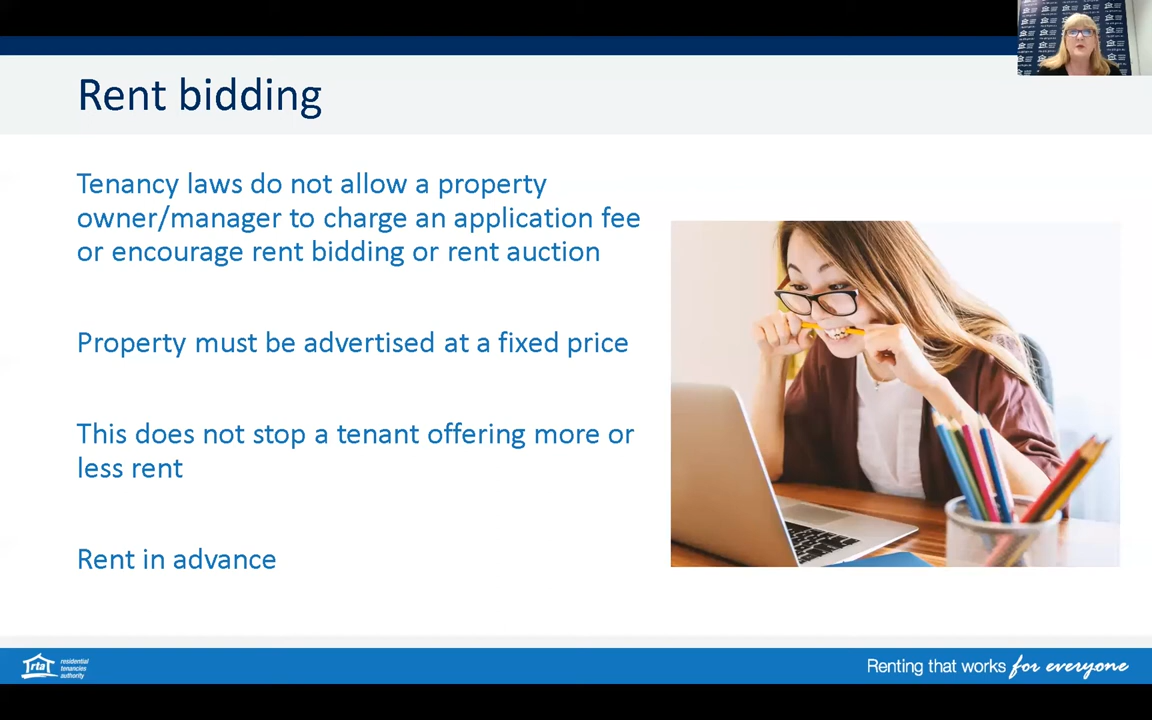 Rent bidding
Tenancy laws do not allow a property
owner/manager to charge an application fee
or encourage rent bidding or rent auction
Property must be advertised at a fixed price
This does not stop a tenant offering more or
less rent
Rent in advance
rta
residential
tenancies
authority
Renting that works for everyone